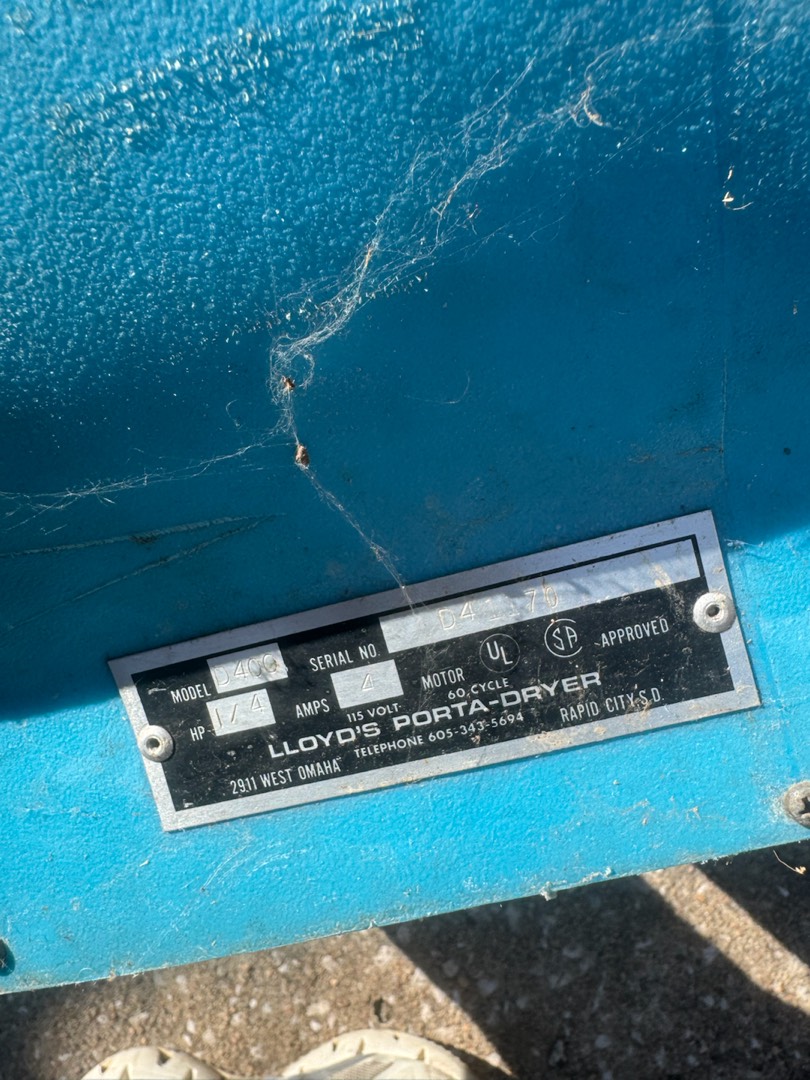 MODEL D400 SERIAL NO.
HP 1/4 AMPS 4 MOTOR UL SA APPROVED
115 VOLT 60 CYCLE
LLOYD'S PORTA-DRYER
2911 WEST OMAHA TELEPHONE 605-343-5694 RAPID CITY, S.D.